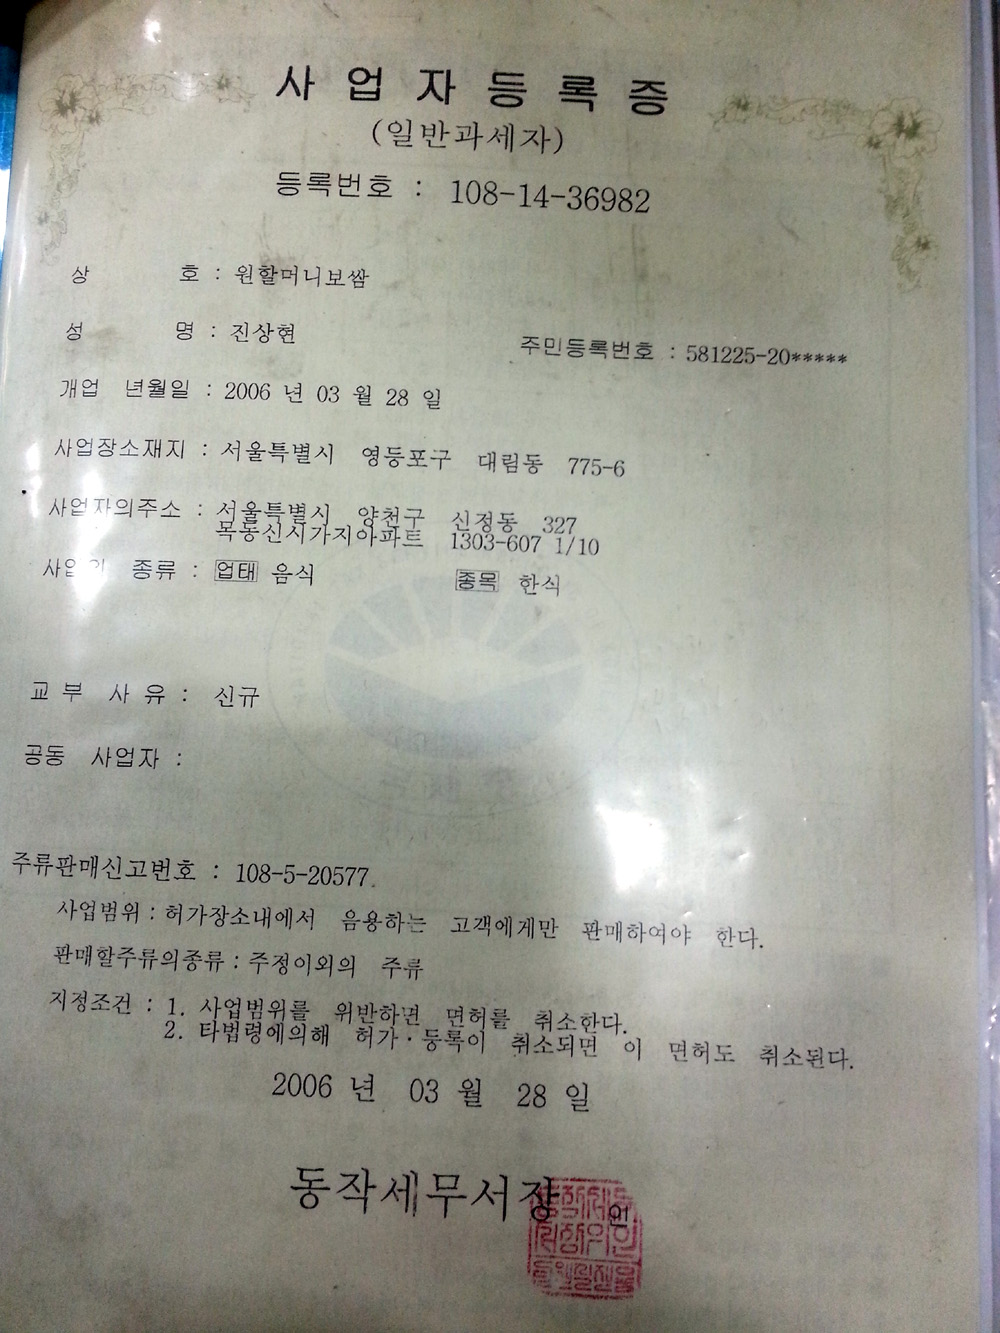 사업자등록증
(일반과세자)
등록번호 : 108-14-36982
상 호 : 원할머니보쌈
성 명 : 진상현 주민등록번호 : 581225-20*****
개업 년월일 : 2006 년 03 월 28 일
사업장소재지 : 서울특별시 영등포구 대림동 775-6
사업자의주소 : 서울특별시 양천구 신정동 327
목동신시가지아파트 1303-607 1/10
사업의 종류 : 업태 음식 종목 한식
교 부 사 유 : 신규
공동 사업자 :
주류판매신고번호 : 108-5-20577
사업범위 : 허가장소내에서 음용하는 고객에게만 판매하여야 한다.
판매할주류의종류 : 주정이외의 주류
지정조건 : 1. 사업범위를 위반하면 면허를 취소한다.
2. 타법령에의해 허가·등록이 취소되면 이 면허도 취소된다.
2006 년 03 월 28 일
동작세무서장 인